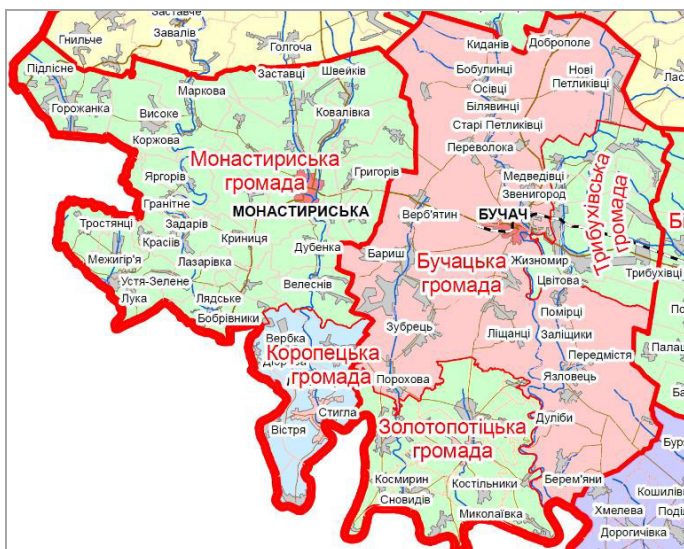 Заставче
Гнильче
Завалів
Голгоча
Киданів
Доброполе
Підлісне
Заставці
Швейків
Бобулинці
Нові
Петликівці
Маркова
Осівці
Горожанка
Високе
Ковалівка
Білявинці
Коржова
Старі Петликівці
Переволока
Монастириська
громада
Григорів
Медведівці
Яргорів
Звенигород
Трибухівська
громада
Гранітне
МОНАСТИРИСЬКА
Верб'ятин
БУЧАЧ
Тростянці
Задарів
Красіїв
Криниця
Дубенка
Бариш
Жизномир
Межигір'я
Лазарівка
Бучацька
громада
Трибухівці
Устя-Зелене
Велеснів
Цвітова
Лука
Лядське
Помірці
Бобрівники
Зубрець
Ліщанці
Заліщики
Вербка
Коропецька
громада
Передмістя
Порохова
Язловець
Стигла
Вістря
Золотопотіцька
громада
Дуліби
Космирин
Костільники
Берем'яни
Сновидів
Миколаївка
Хмелева
Дорогичівка